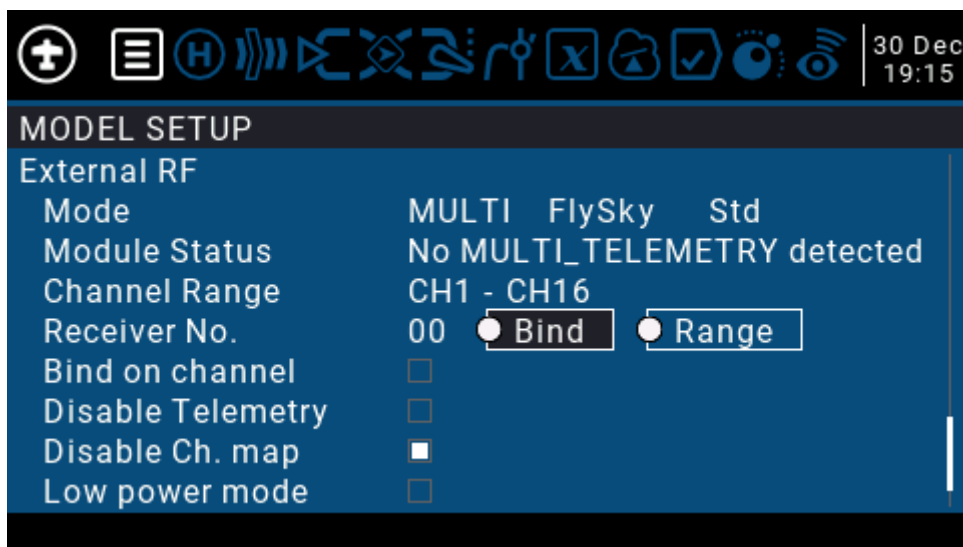 30 Dec
19:15
MODEL SETUP
External RF
Mode MULTI FlySky Std
Module Status No MULTI_TELEMETRY detected
Channel Range CH1 - CH16
Receiver No. 00 Bind Range
Bind on channel
Disable Telemetry
Disable Ch. map
Low power mode